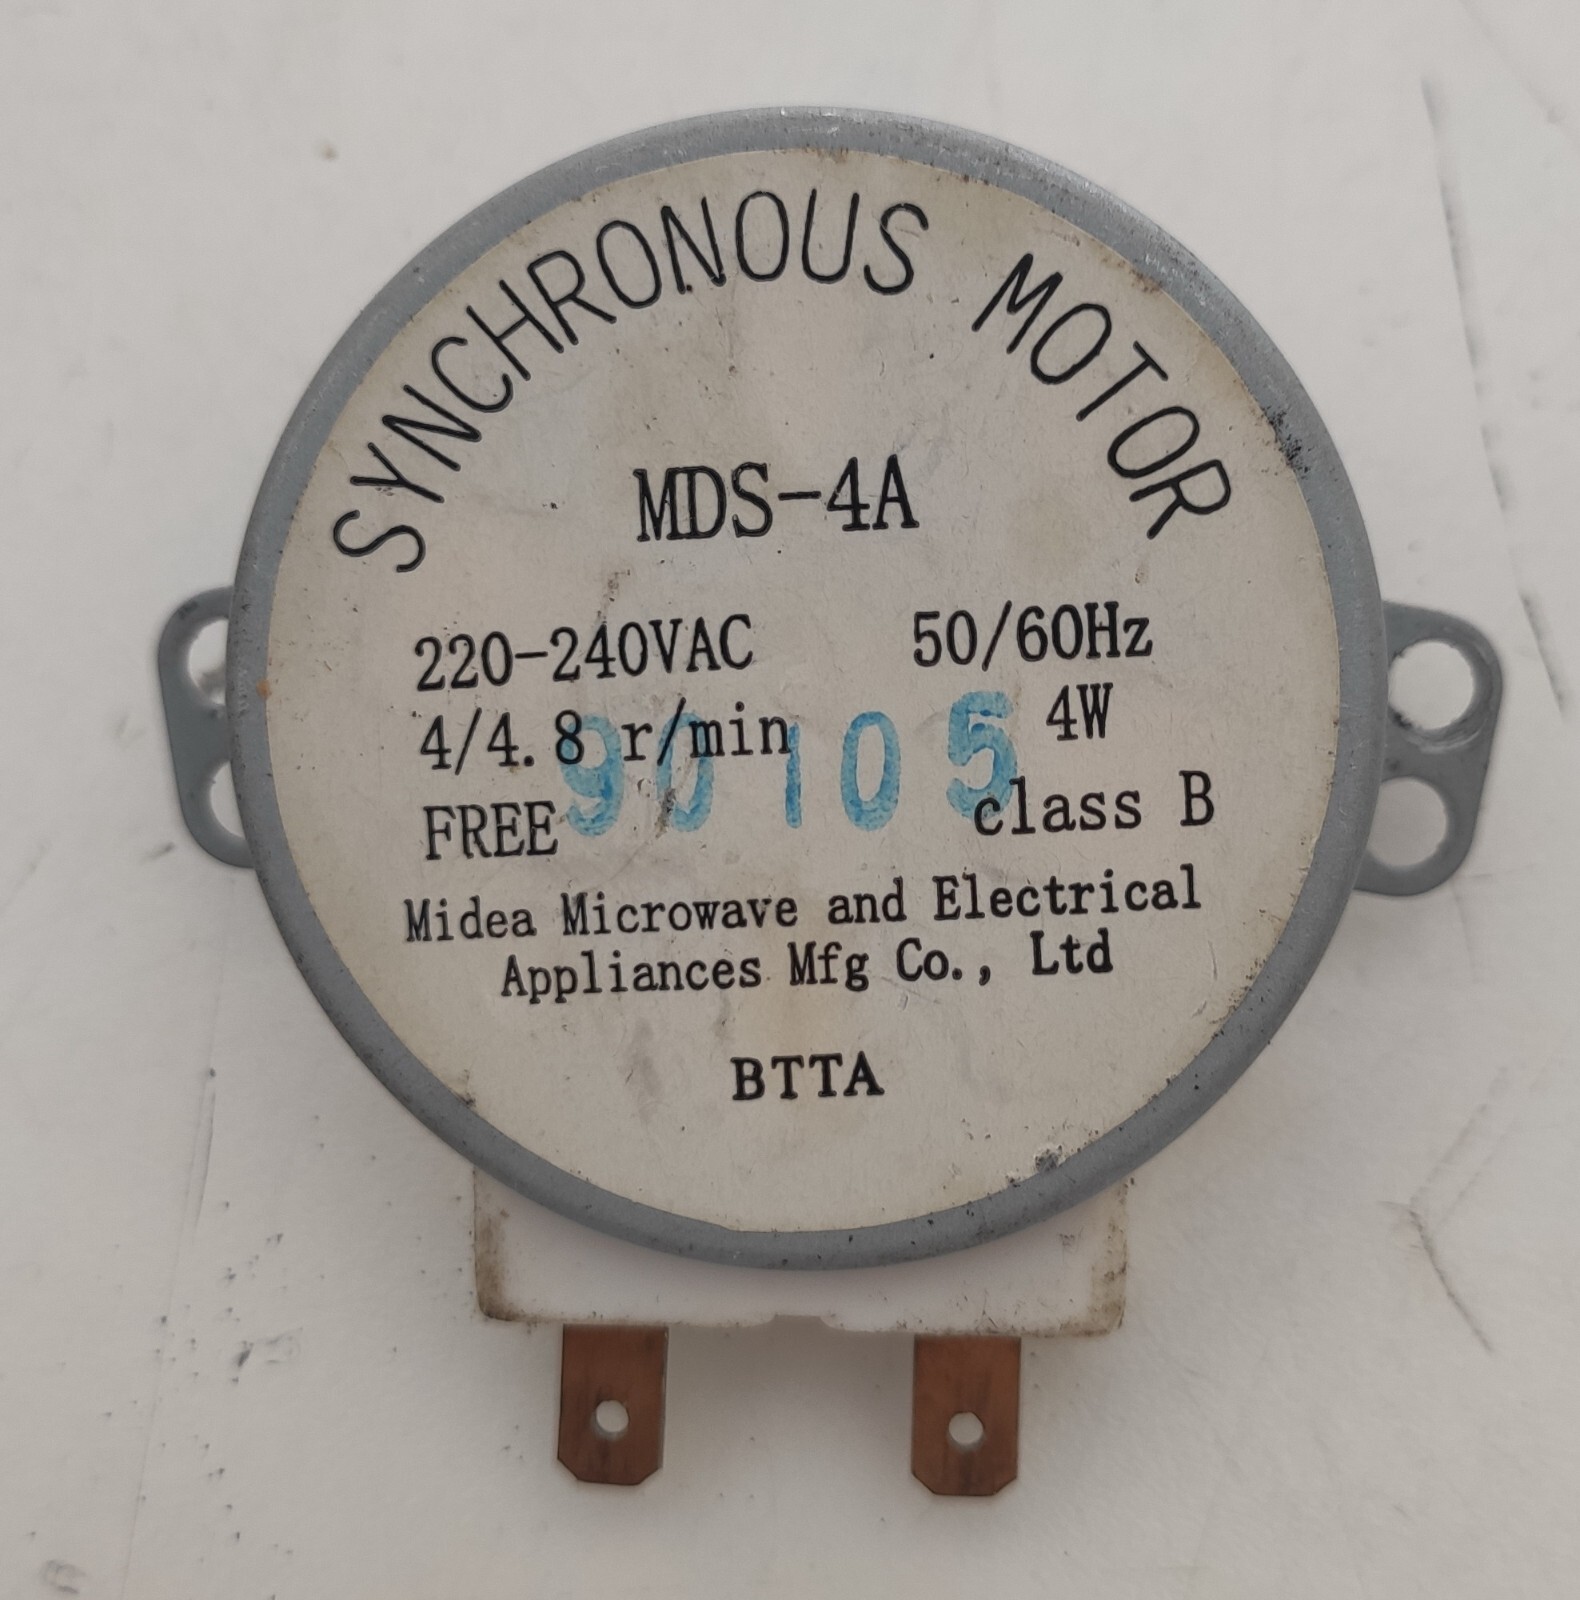 SYNCHRONOUS MOTOR
MDS-4A
220-240VAC 50/60Hz
4/4.8 r/min 4W
90105
FREE class B
Midea Microwave and Electrical
Appliances Mfg Co., Ltd
BTTA